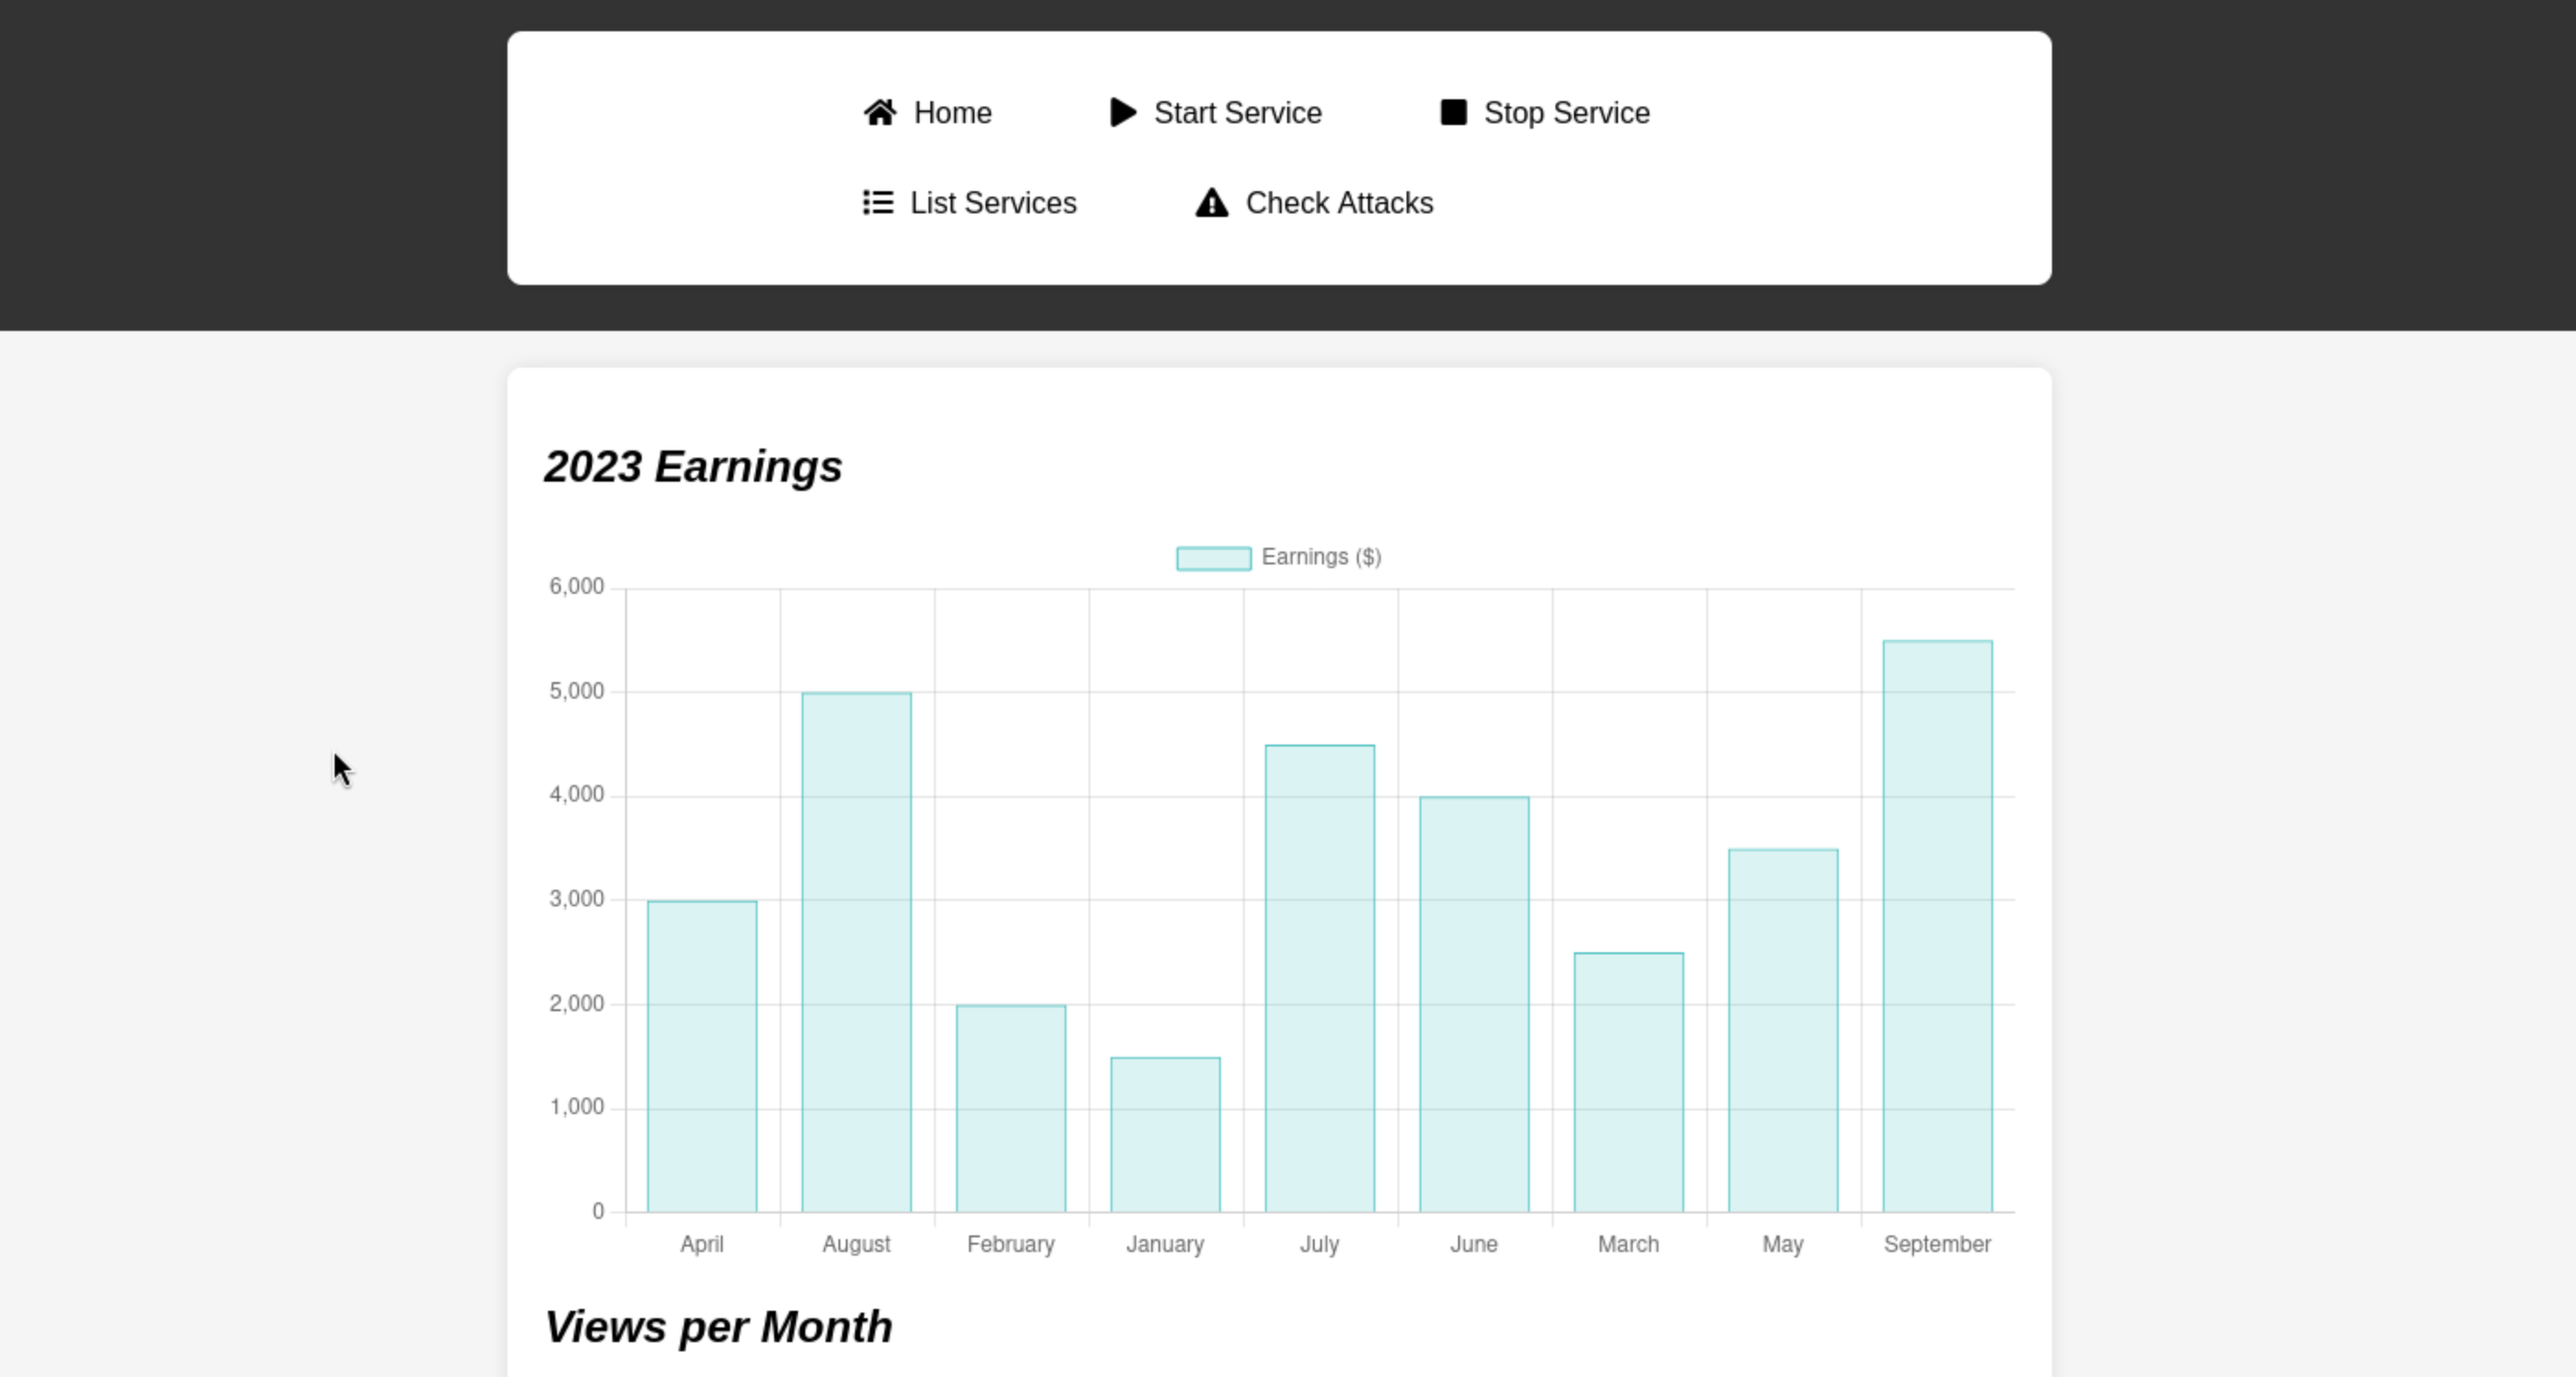 Home Start Service Stop Service
List Services Check Attacks
2023 Earnings
Earnings ($)
6,000
5,000
4,000
3,000
2,000
1,000
0
April August February January July June March May September
Views per Month